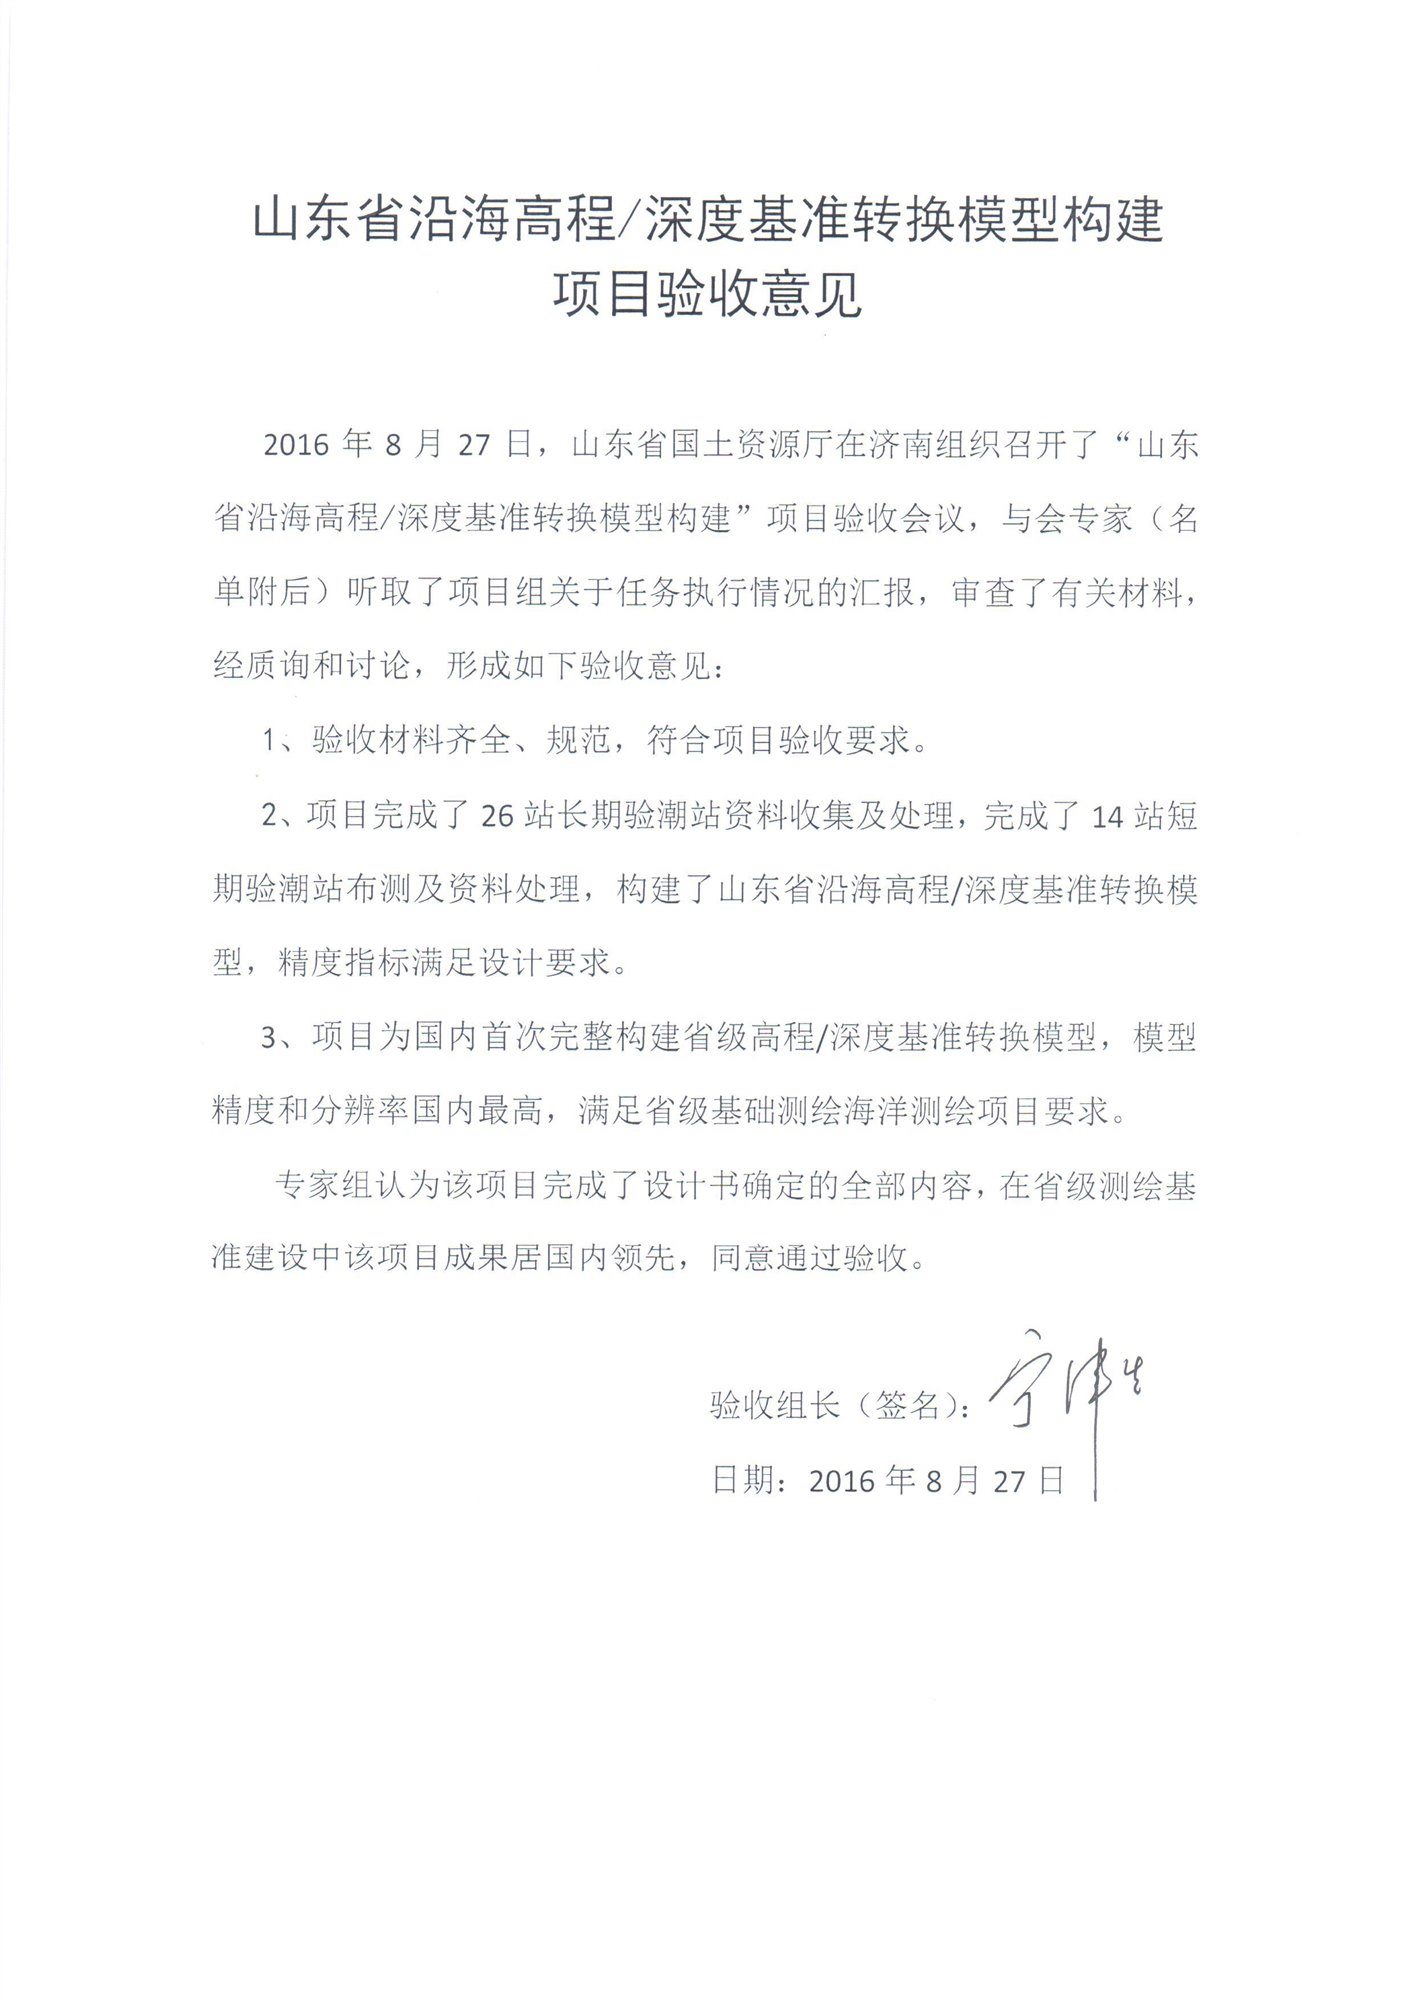 山东省沿海高程/深度基准转换模型构建
项目验收意见
2016 年 8 月 27 日，山东省国土资源厅在济南组织召开了“山东
省沿海高程/深度基准转换模型构建”项目验收会议，与会专家（名
单附后）听取了项目组关于任务执行情况的汇报，审查了有关材料，
经质询和讨论，形成如下验收意见：
1、验收材料齐全、规范，符合项目验收要求。
2、项目完成了 26 站长期验潮站资料收集及处理，完成了 14 站短
期验潮站布测及资料处理，构建了山东省沿海高程/深度基准转换模
型，精度指标满足设计要求。
3、项目为国内首次完整构建省级高程/深度基准转换模型，模型
精度和分辨率国内最高，满足省级基础测绘海洋测绘项目要求。
专家组认为该项目完成了设计书确定的全部内容，在省级测绘基
准建设中该项目成果居国内领先，同意通过验收。
验收组长（签名）：宁津生
日期：2016 年 8 月 27 日